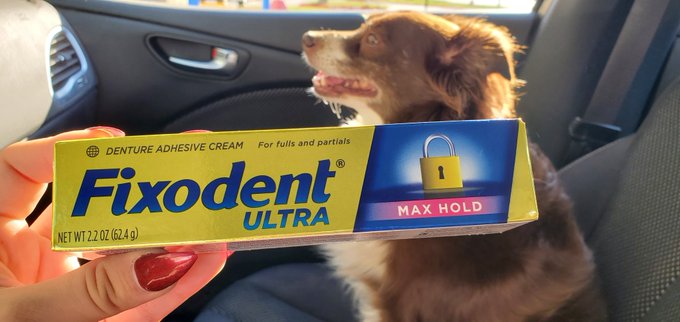 DENTURE ADHESIVE CREAM For fulls and partials
Fixodent®
ULTRA
MAX HOLD
NET WT 2.2 OZ (62.4 g)